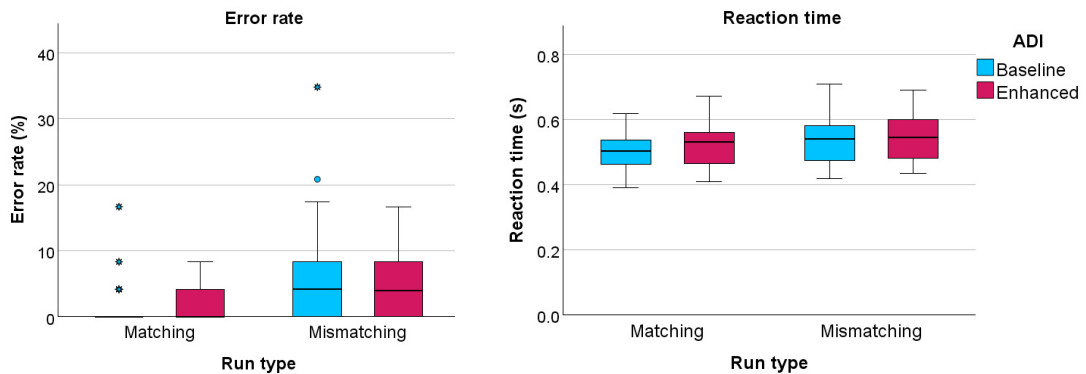 Error rate
Error rate (%)
40
30
20
10
0
Matching
Mismatching
Run type
Reaction time
Reaction time (s)
0.8
0.6
0.4
0.2
0.0
Matching
Mismatching
Run type
ADI
Baseline
Enhanced